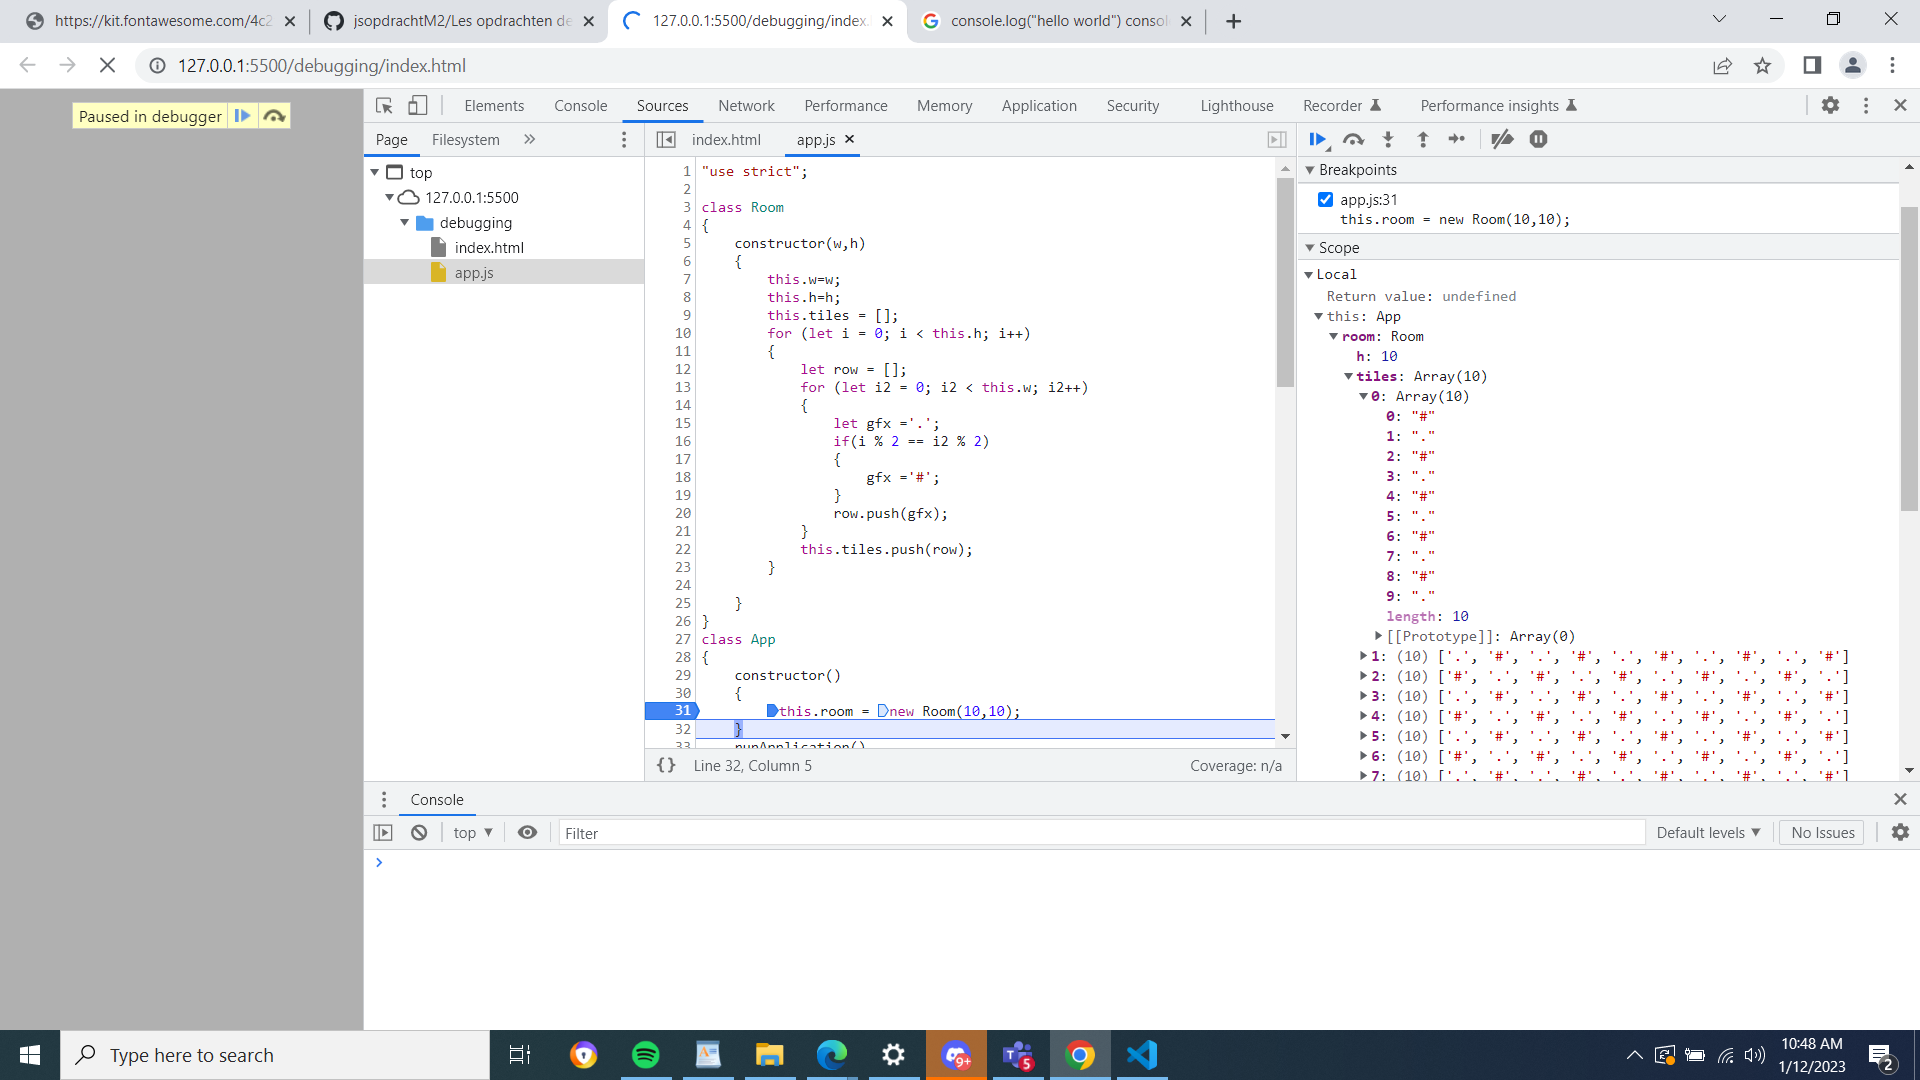 https://kit.fontawesome.com/4c2
jsopdrachtM2/Les opdrachten de
127.0.0.1:5500/debugging/index.
console.log("hello world") consol
127.0.0.1:5500/debugging/index.html
Paused in debugger
Elements Console Sources Network Performance Memory Application Security Lighthouse Recorder Performance insights
Page Filesystem
index.html app.js
top
127.0.0.1:5500
debugging
index.html
app.js
1 "use strict";
2
3 class Room
4 {
5 constructor(w,h)
6 {
7 this.w=w;
8 this.h=h;
9 this.tiles = [];
10 for (let i = 0; i < this.h; i++)
11 {
12 let row = [];
13 for (let i2 = 0; i2 < this.w; i2++)
14 {
15 let gfx ='.';
16 if(i % 2 == i2 % 2)
17 {
18 gfx ='#';
19 }
20 row.push(gfx);
21 }
22 this.tiles.push(row);
23 }
24
25 }
26 }
27 class App
28 {
29 constructor()
30 {
31 this.room = new Room(10,10);
32 }
33 runApplication()
{} Line 32, Column 5 Coverage: n/a
Breakpoints
app.js:31
this.room = new Room(10,10);
Scope
Local
Return value: undefined
this: App
room: Room
h: 10
tiles: Array(10)
0: Array(10)
0: "#"
1: "."
2: "#"
3: "."
4: "#"
5: "."
6: "#"
7: "."
8: "#"
9: "."
length: 10
[[Prototype]]: Array(0)
1: (10) ['.', '#', '.', '#', '.', '#', '.', '#', '.', '#']
2: (10) ['#', '.', '#', '.', '#', '.', '#', '.', '#', '.']
3: (10) ['.', '#', '.', '#', '.', '#', '.', '#', '.', '#']
4: (10) ['#', '.', '#', '.', '#', '.', '#', '.', '#', '.']
5: (10) ['.', '#', '.', '#', '.', '#', '.', '#', '.', '#']
6: (10) ['#', '.', '#', '.', '#', '.', '#', '.', '#', '.']
7: (10) ['.', '#', '.', '#', '.', '#', '.', '#', '.', '#']
Console
top Filter Default levels No Issues
Type here to search
9+
5
10:48 AM
1/12/2023
2